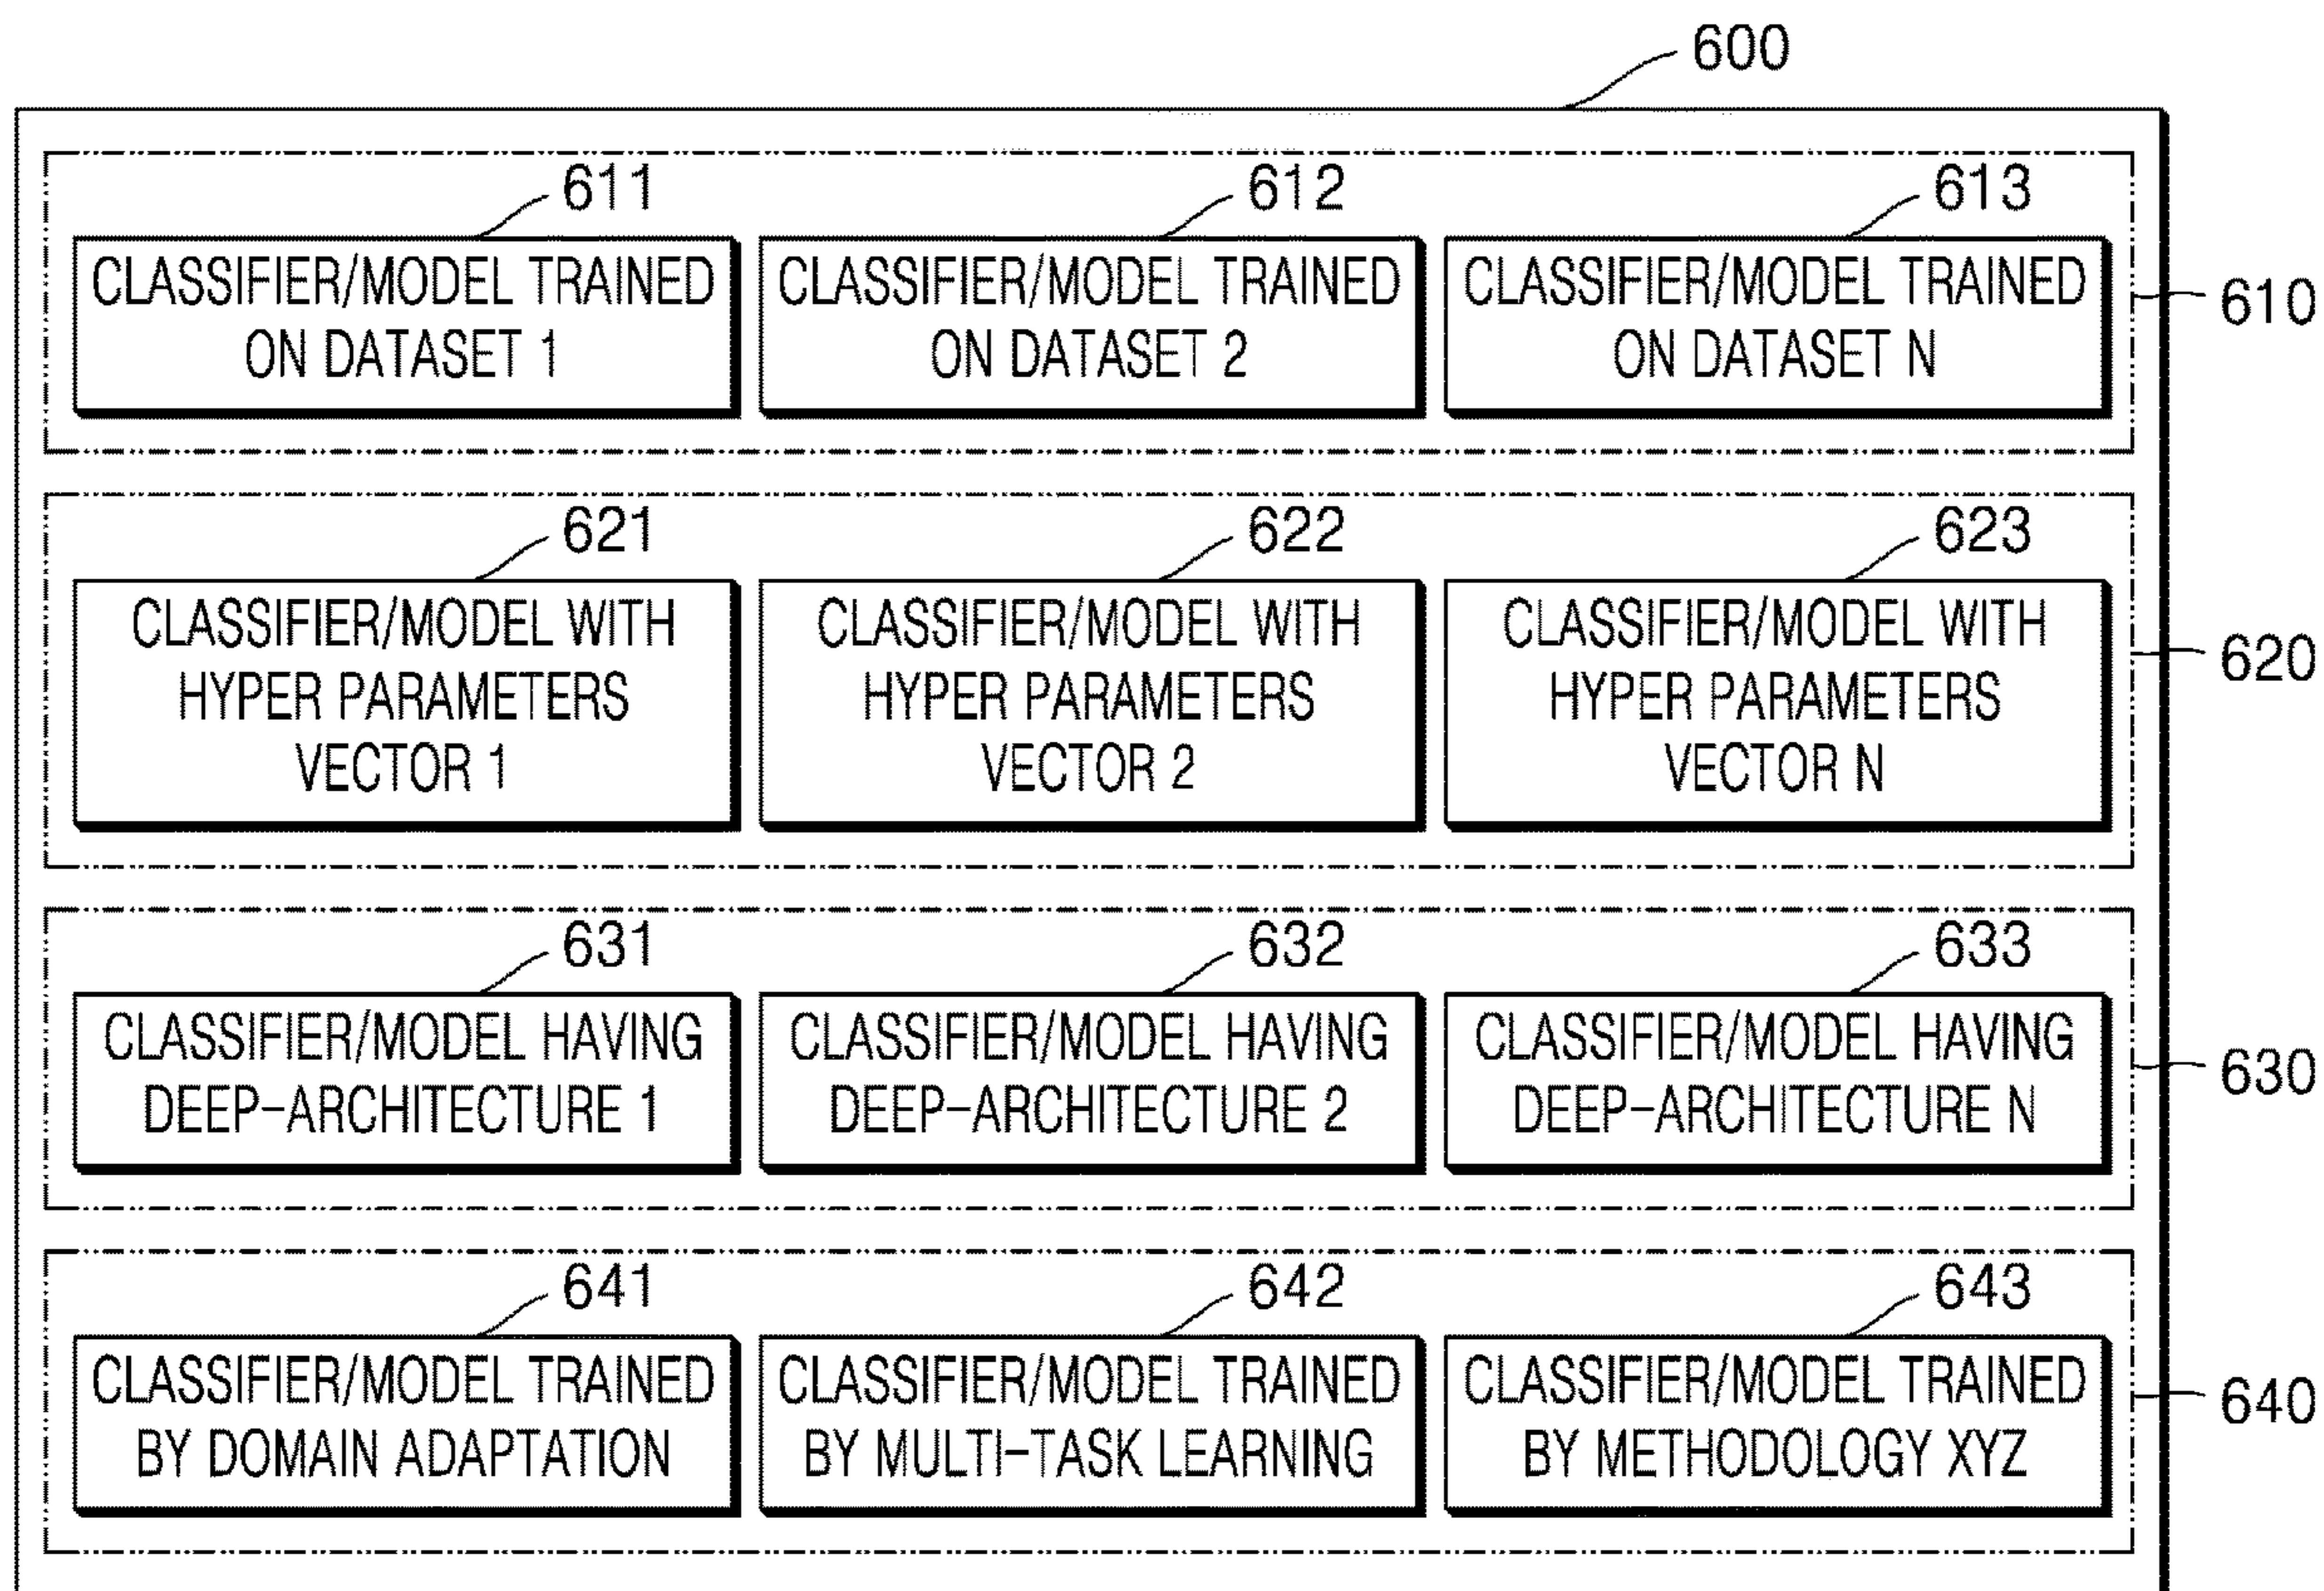 600
611
612
613
CLASSIFIER/MODEL TRAINED
ON DATASET 1
CLASSIFIER/MODEL TRAINED
ON DATASET 2
CLASSIFIER/MODEL TRAINED
ON DATASET N
610
621
622
623
CLASSIFIER/MODEL WITH
HYPER PARAMETERS
VECTOR 1
CLASSIFIER/MODEL WITH
HYPER PARAMETERS
VECTOR 2
CLASSIFIER/MODEL WITH
HYPER PARAMETERS
VECTOR N
620
631
632
633
CLASSIFIER/MODEL HAVING
DEEP-ARCHITECTURE 1
CLASSIFIER/MODEL HAVING
DEEP-ARCHITECTURE 2
CLASSIFIER/MODEL HAVING
DEEP-ARCHITECTURE N
630
641
642
643
CLASSIFIER/MODEL TRAINED
BY DOMAIN ADAPTATION
CLASSIFIER/MODEL TRAINED
BY MULTI-TASK LEARNING
CLASSIFIER/MODEL TRAINED
BY METHODOLOGY XYZ
640